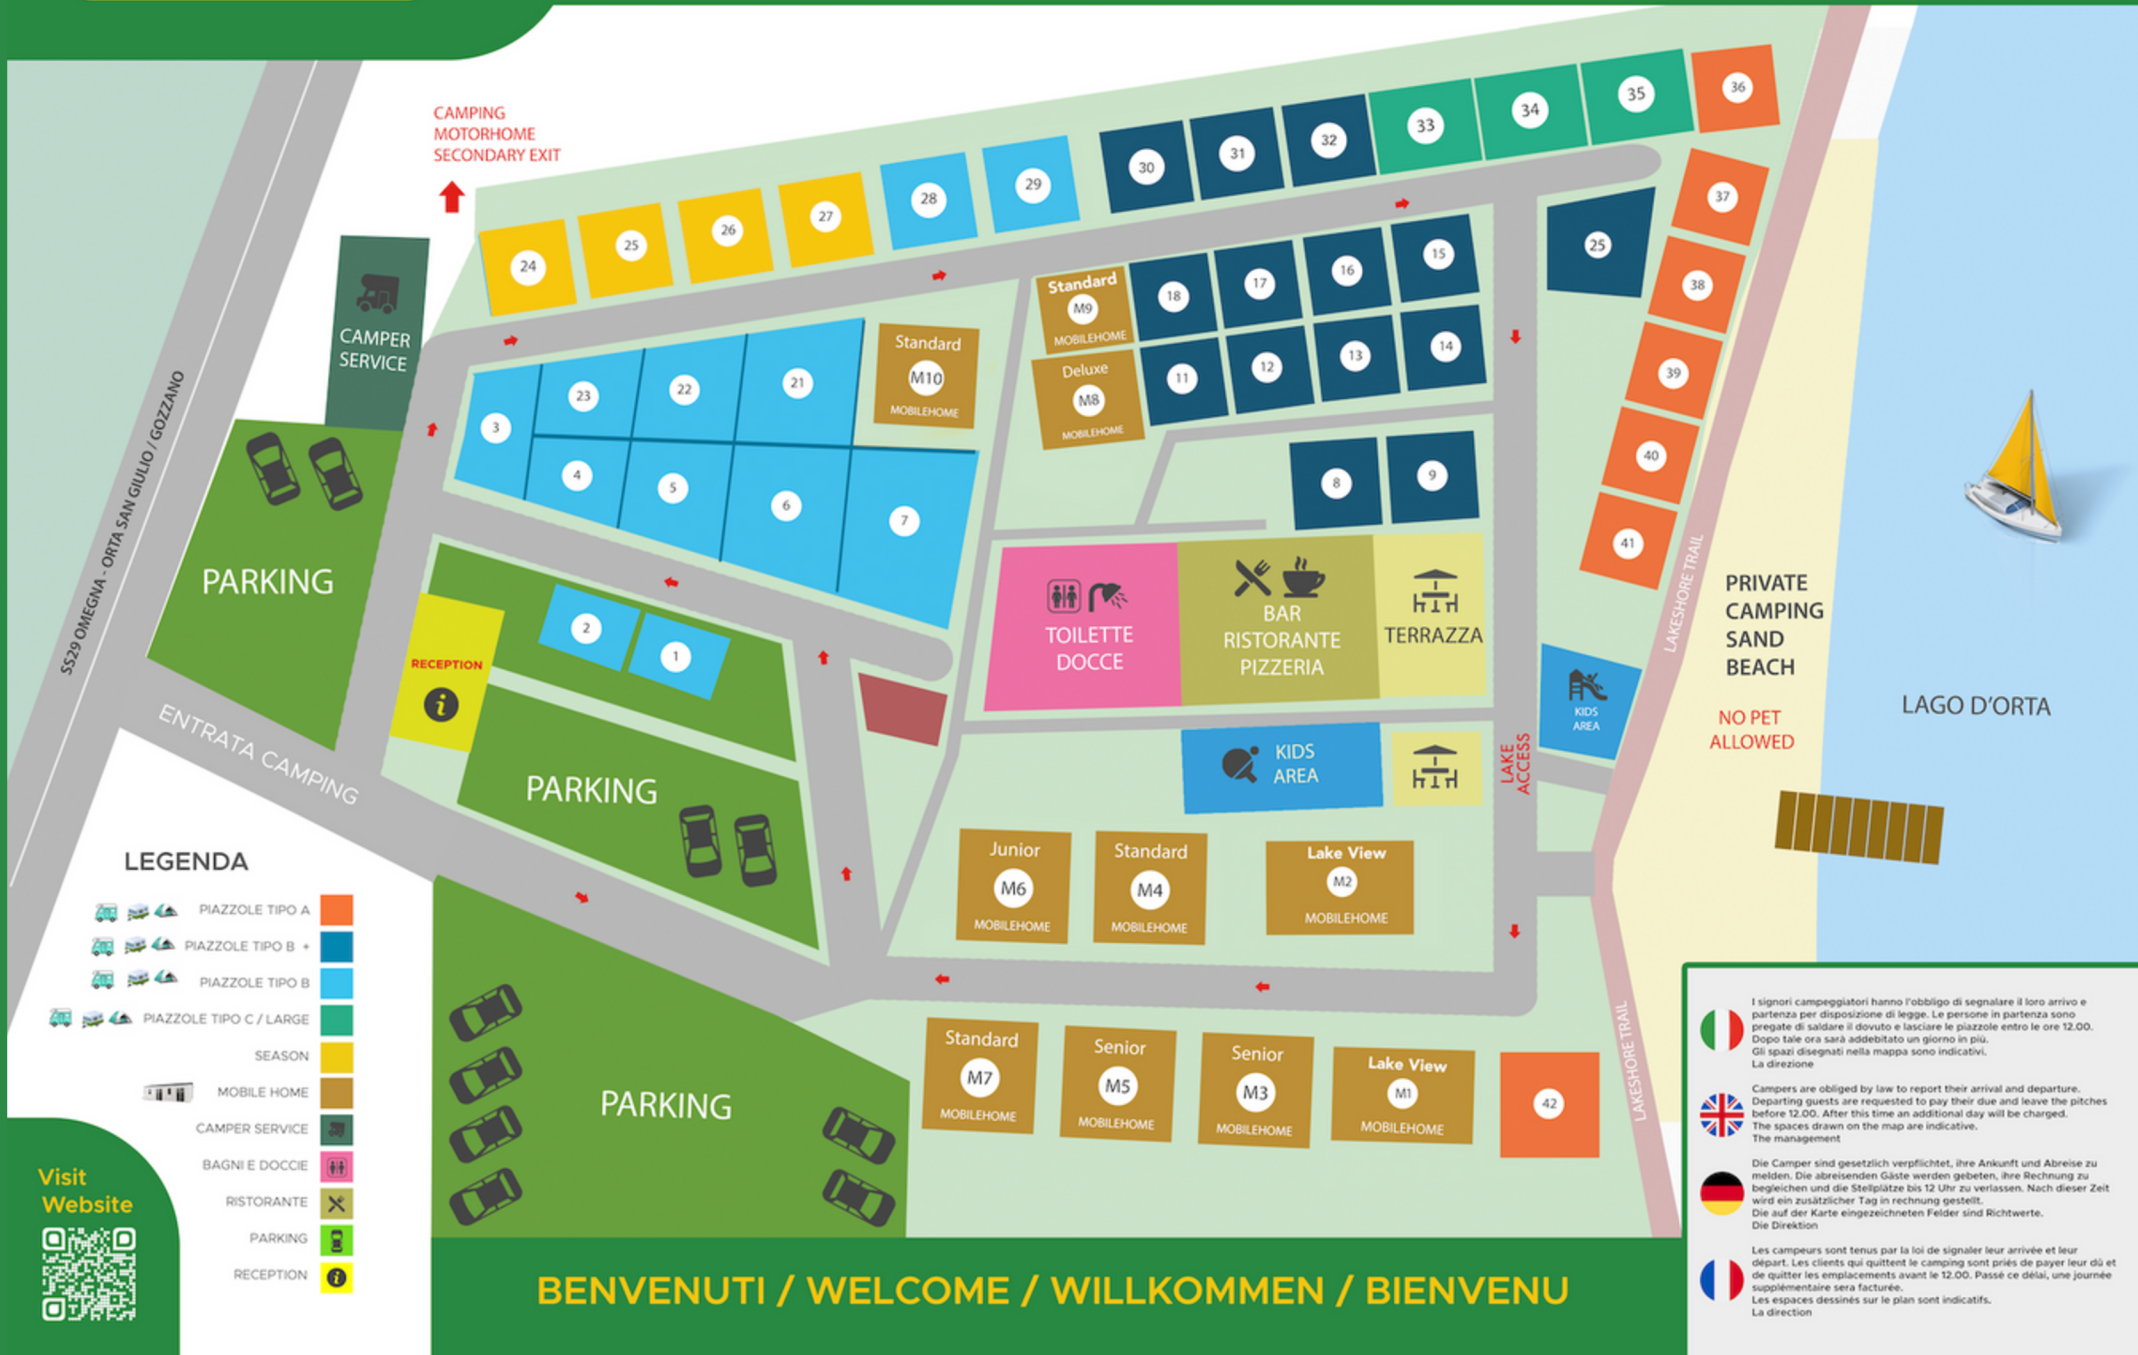 CAMPING
MOTORHOME
SECONDARY EXIT
24
25
26
27
28
29
30
31
32
33
34
35
36
37
38
39
40
41
25
CAMPER
SERVICE
SS29 OMEGNA - ORTA SAN GIULIO / GOZZANO
3
23
22
21
4
5
6
7
Standard
M10
MOBILEHOME
Standard
M9
MOBILEHOME
Deluxe
M8
MOBILEHOME
18
17
16
15
11
12
13
14
8
9
PARKING
RECEPTION
2
1
PARKING
ENTRATA CAMPING
TOILETTE
DOCCE
BAR
RISTORANTE
PIZZERIA
TERRAZZA
KIDS
AREA
KIDS
AREA
LAKE
ACCESS
LAKESHORE TRAIL
PRIVATE
CAMPING
SAND
BEACH
NO PET
ALLOWED
LAGO D'ORTA
Junior
M6
MOBILEHOME
Standard
M4
MOBILEHOME
Lake View
M2
MOBILEHOME
Standard
M7
MOBILEHOME
Senior
M5
MOBILEHOME
Senior
M3
MOBILEHOME
Lake View
M1
MOBILEHOME
42
LAKESHORE TRAIL
PARKING
LEGENDA
PIAZZOLE TIPO A
PIAZZOLE TIPO B +
PIAZZOLE TIPO B
PIAZZOLE TIPO C / LARGE
SEASON
MOBILE HOME
CAMPER SERVICE
BAGNI E DOCCIE
RISTORANTE
PARKING
RECEPTION
Visit
Website
BENVENUTI / WELCOME / WILLKOMMEN / BIENVENU
I signori campeggiatori hanno l'obbligo di segnalare il loro arrivo e
partenza per disposizione di legge. Le persone in partenza sono
pregate di saldare il dovuto e lasciare le piazzole entro le ore 12.00.
Dopo tale ora sarà addebitato un giorno in più.
Gli spazi disegnati nella mappa sono indicativi.
La direzione
Campers are obliged by law to report their arrival and departure.
Departing guests are requested to pay their due and leave the pitches
before 12.00. After this time an additional day will be charged.
The spaces drawn on the map are indicative.
The management
Die Camper sind gesetzlich verpflichtet, ihre Ankunft und Abreise zu
melden. Die abreisenden Gäste werden gebeten, ihre Rechnung zu
begleichen und die Stellplätze bis 12 Uhr zu verlassen. Nach dieser Zeit
wird ein zusätzlicher Tag in rechnung gestellt.
Die auf der Karte eingezeichneten Felder sind Richtwerte.
Die Direktion
Les campeurs sont tenus par la loi de signaler leur arrivée et leur
départ. Les clients qui quittent le camping sont priés de payer leur dû et
de quitter les emplacements avant le 12.00. Passé ce délai, une journée
supplémentaire sera facturée.
Les espaces dessinés sur le plan sont indicatifs.
La direction